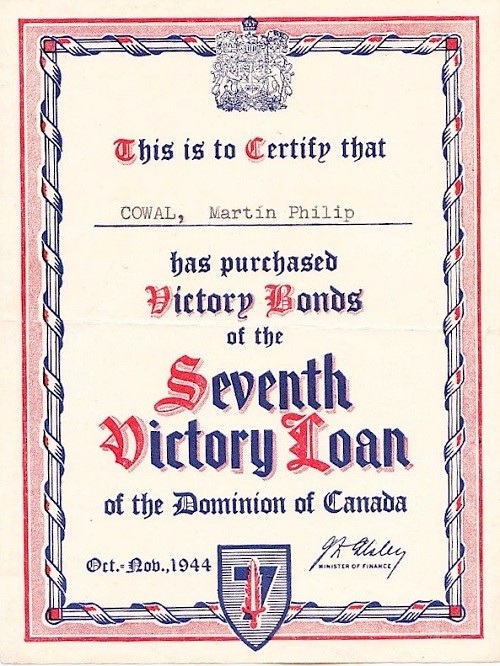 This is to Certify that
COWAL, Martin Philip
has purchased
Victory Bonds
of the
Seventh
Victory Loan
of the Dominion of Canada
Oct.-Nov., 1944
J L Ilsley
MINISTER OF FINANCE
7